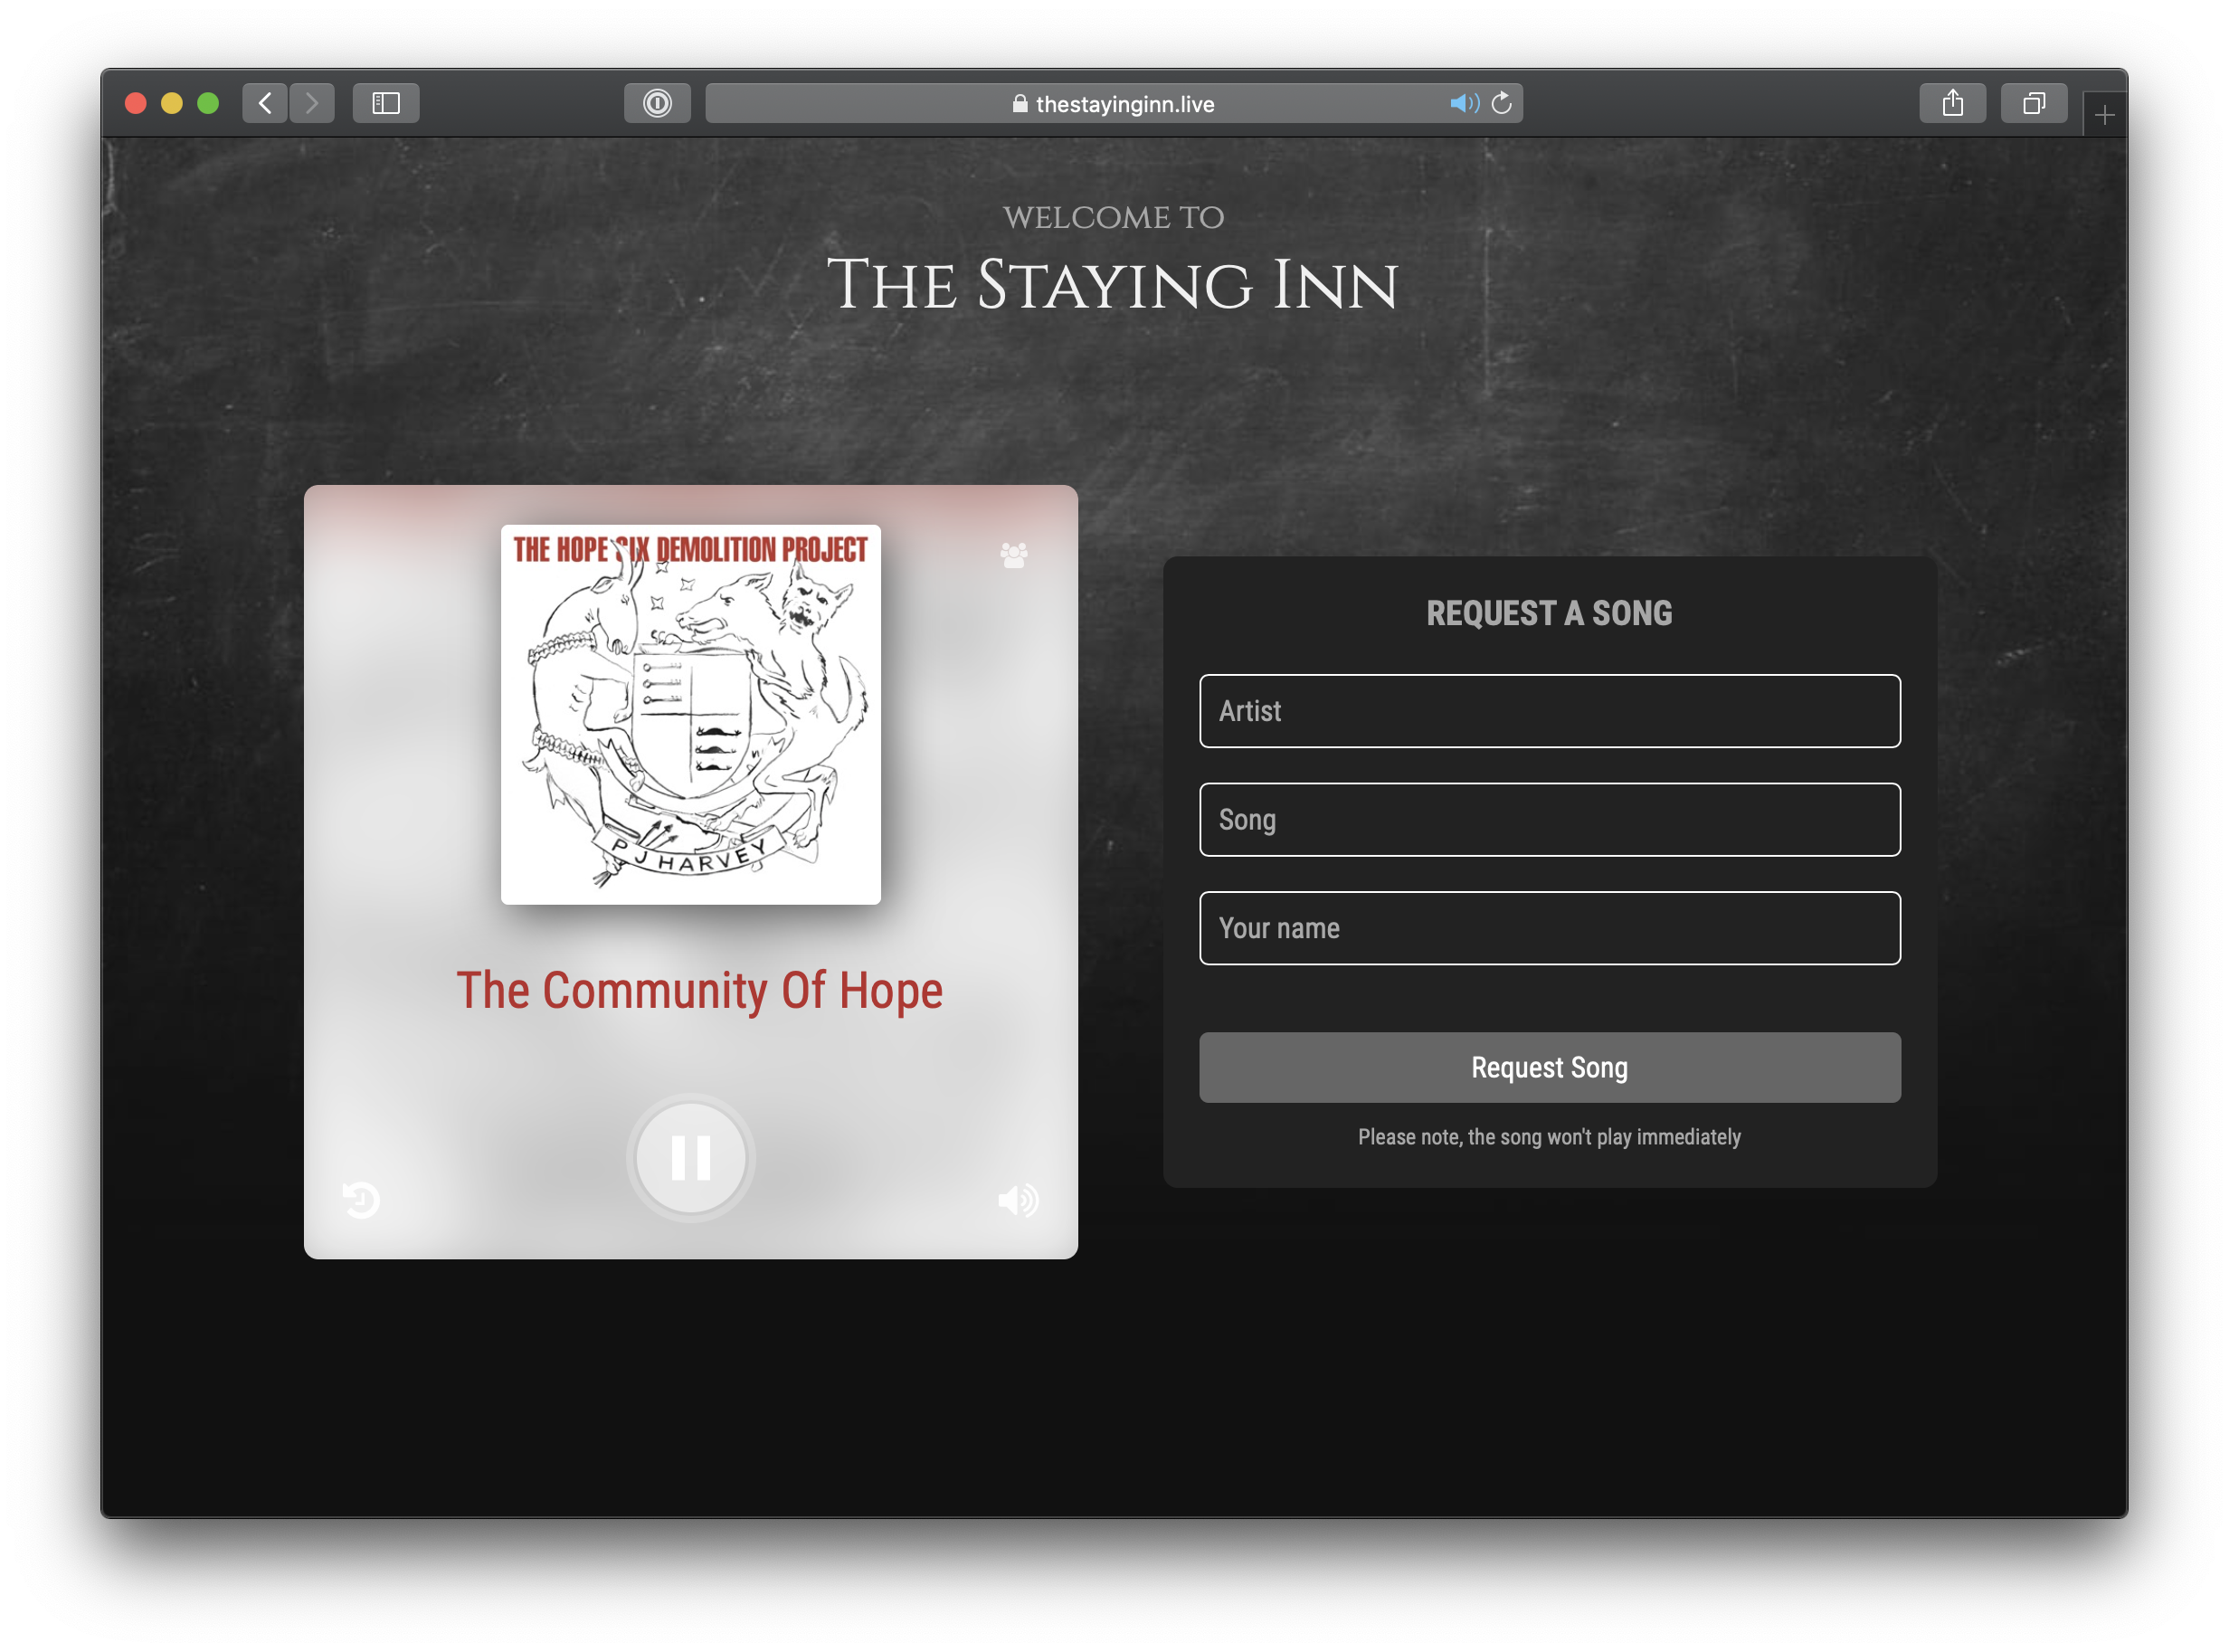 thestayinginn.live
WELCOME TO
THE STAYING INN
THE HOPE SIX DEMOLITION PROJECT
PJ HARVEY
The Community Of Hope
REQUEST A SONG
Artist
Song
Your name
Request Song
Please note, the song won't play immediately